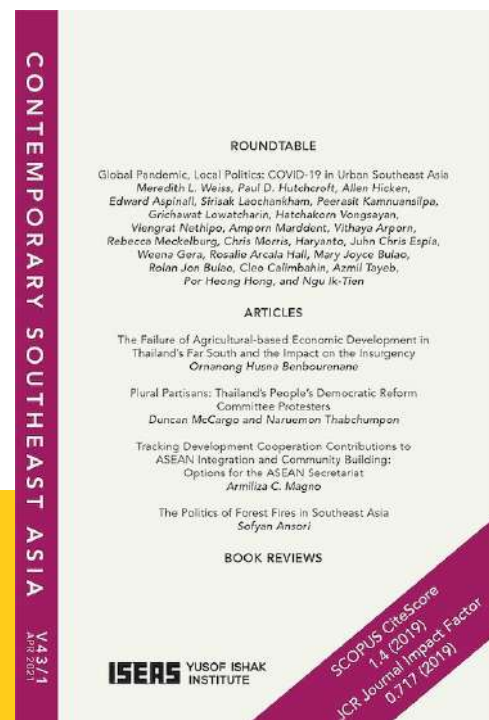 CONTEMPORARY SOUTHEAST ASIA
V43/1
APR 2021
ROUNDTABLE
Global Pandemic, Local Politics: COVID-19 in Urban Southeast Asia
Meredith L. Weiss, Paul D. Hutchcroft, Allen Hicken,
Edward Aspinall, Sirisak Laochankham, Peerasit Kamnuansilpa,
Grichawat Lowatcharin, Hatchakorn Vongsayan,
Viengrat Nethipo, Amporn Marddent, Vithaya Arporn,
Rebecca Meckelburg, Chris Morris, Haryanto, Juhn Chris Espia,
Weena Gera, Rosalie Arcala Hall, Mary Joyce Bulao,
Rolan Jon Bulao, Cleo Calimbahin, Azmil Tayeb,
Por Heong Hong, and Ngu Ik-Tien
ARTICLES
The Failure of Agricultural-based Economic Development in
Thailand's Far South and the Impact on the Insurgency
Ornanong Husna Benbourenane
Plural Partisans: Thailand's People's Democratic Reform
Committee Protesters
Duncan McCargo and Naruemon Thabchumpon
Tracking Development Cooperation Contributions to
ASEAN Integration and Community Building:
Options for the ASEAN Secretariat
Armiliza C. Magno
The Politics of Forest Fires in Southeast Asia
Sofyan Ansori
BOOK REVIEWS
ISEAS YUSOF ISHAK
INSTITUTE
SCOPUS CiteScore
1.4 (2019)
JCR Journal Impact Factor
0.717 (2019)